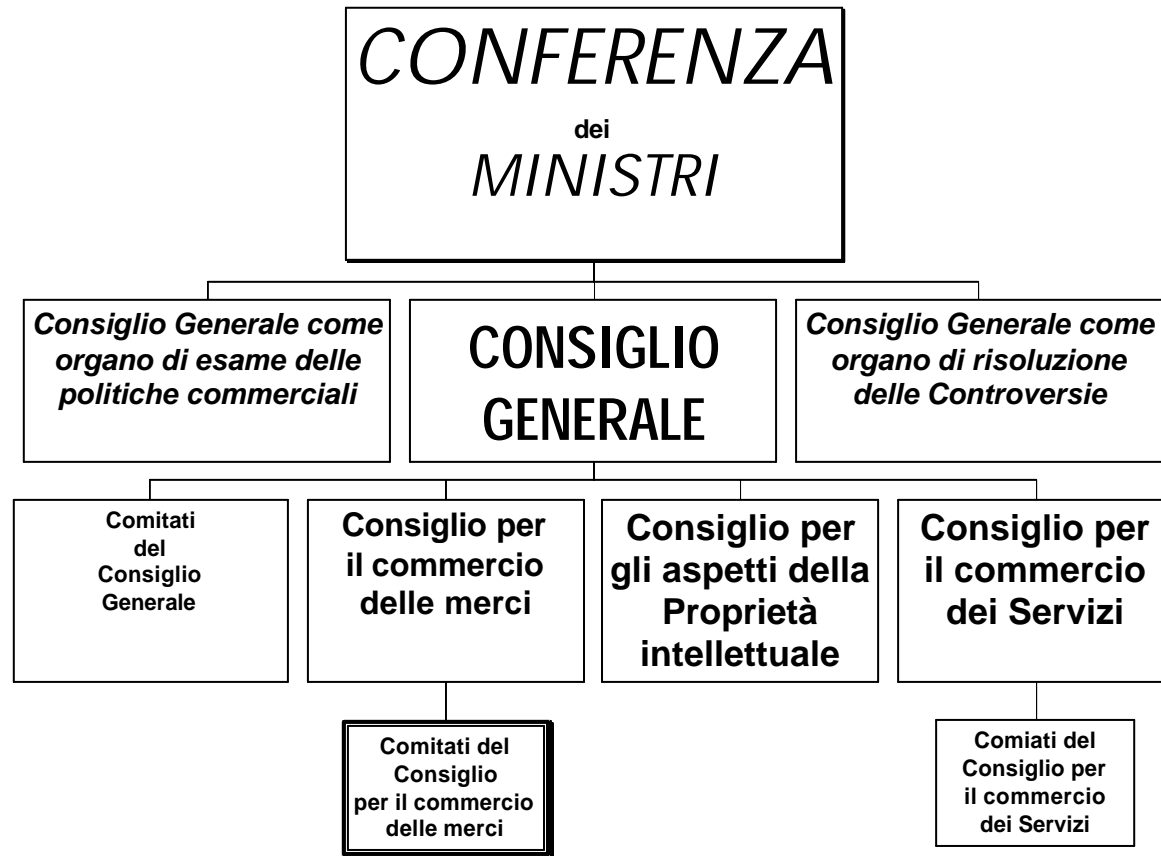 CONFERENZA
dei
MINISTRI
Consiglio Generale come
organo di esame delle
politiche commerciali
CONSIGLIO
GENERALE
Consiglio Generale come
organo di risoluzione
delle Controversie
Comitati
del
Consiglio
Generale
Consiglio per
il commercio
delle merci
Consiglio per
gli aspetti della
Proprietà
intellettuale
Consiglio per
il commercio
dei Servizi
Comitati del
Consiglio
per il commercio
delle merci
Comiati del
Consiglio per
il commercio
dei Servizi